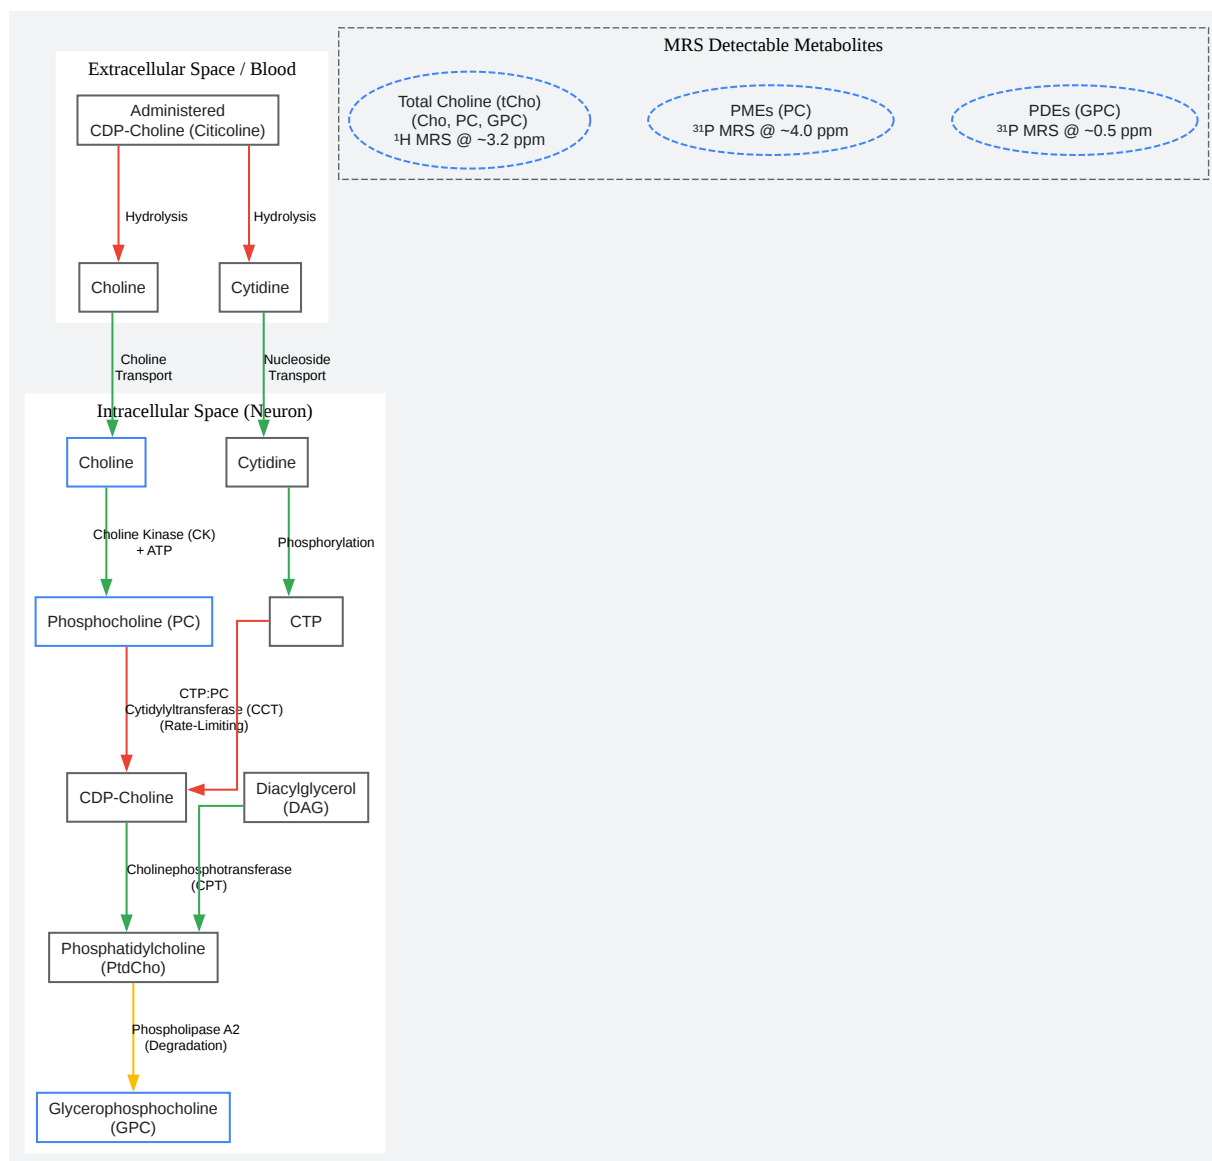 MRS Detectable Metabolites
Total Choline (tCho)
(Cho, PC, GPC)
¹H MRS @ ~3.2 ppm
PMEs (PC)
³¹P MRS @ ~4.0 ppm
PDEs (GPC)
³¹P MRS @ ~0.5 ppm
Extracellular Space / Blood
Administered
CDP-Choline (Citicoline)
Hydrolysis
Hydrolysis
Choline
Cytidine
Choline
Transport
Nucleoside
Transport
Intracellular Space (Neuron)
Choline
Cytidine
Choline Kinase (CK)
+ ATP
Phosphorylation
Phosphocholine (PC)
CTP
CTP:PC
Cytidylyltransferase (CCT)
(Rate-Limiting)
CDP-Choline
Diacylglycerol
(DAG)
Cholinephosphotransferase
(CPT)
Phosphatidylcholine
(PtdCho)
Phospholipase A2
(Degradation)
Glycerophosphocholine
(GPC)